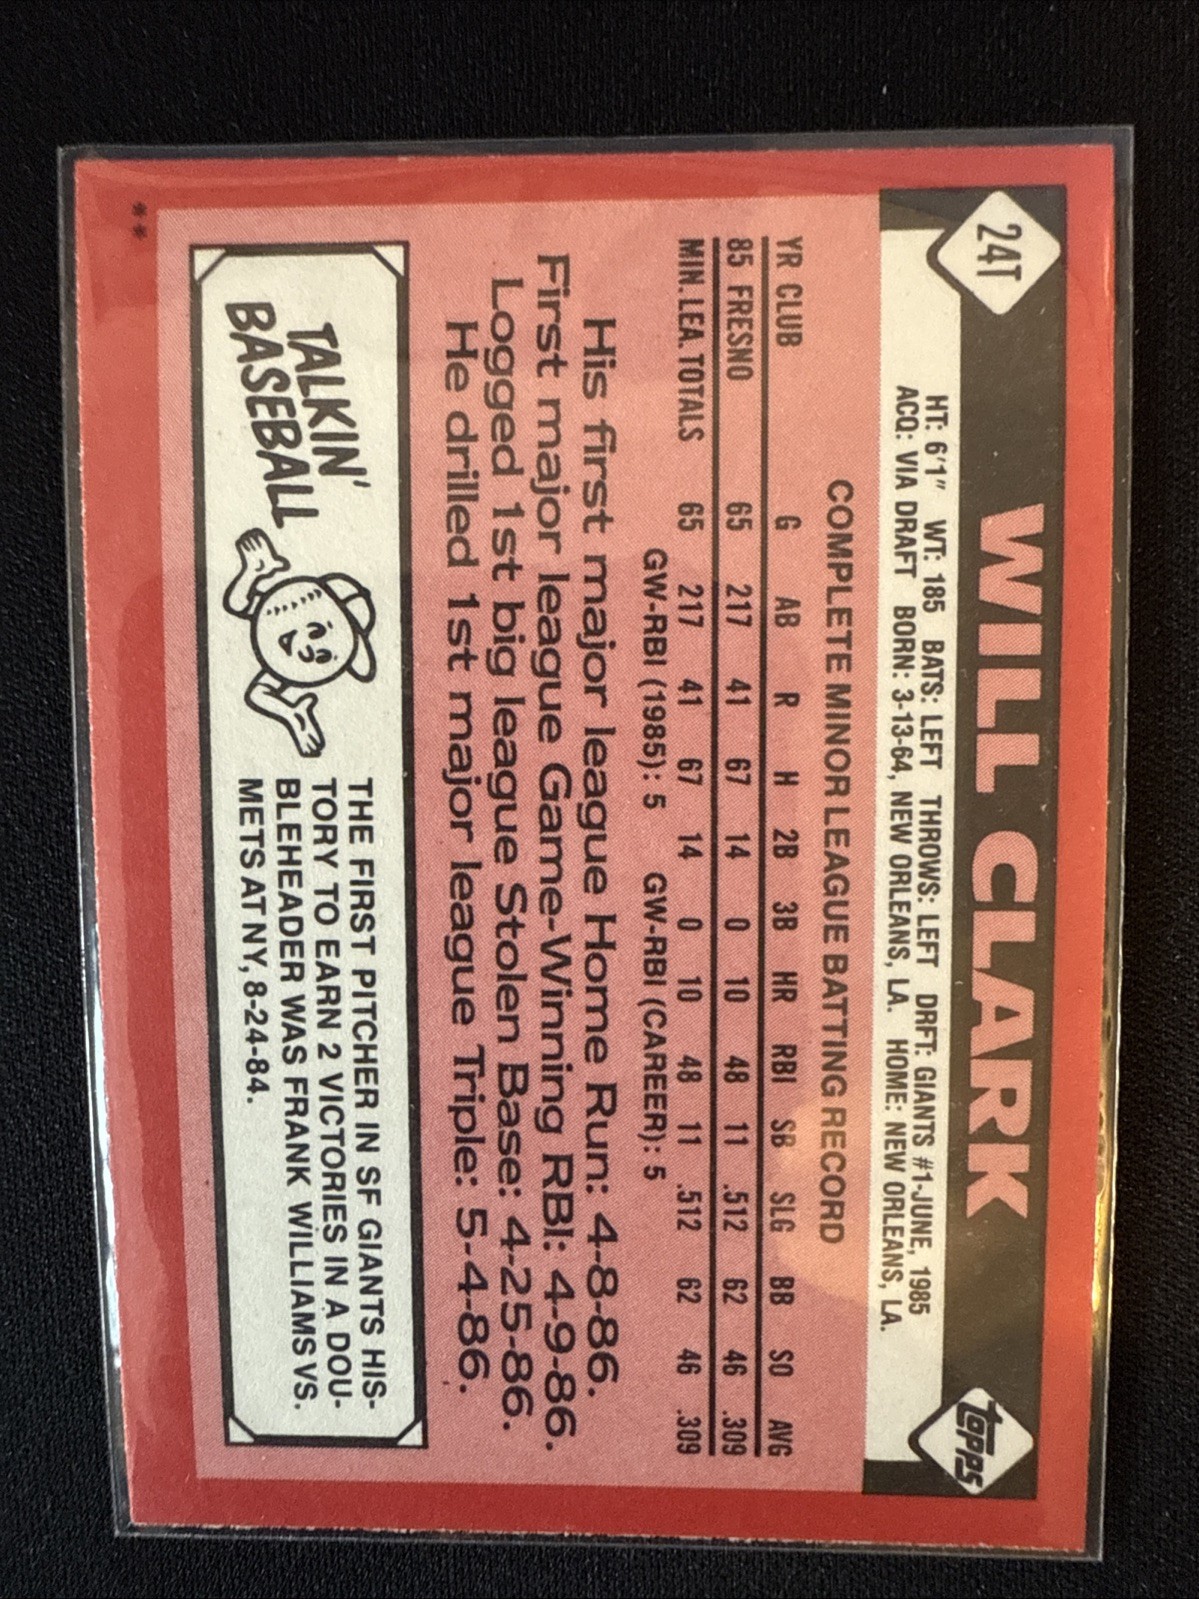 24T
WILL CLARK
topps
HT: 6'1" WT: 185 BATS: LEFT THROWS: LEFT DRFT: GIANTS #1-JUNE, 1985
ACQ: VIA DRAFT BORN: 3-13-64, NEW ORLEANS, LA. HOME: NEW ORLEANS, LA.
COMPLETE MINOR LEAGUE BATTING RECORD
YR CLUB G AB R H 2B 3B HR RBI SB SLG BB SO AVG
85 FRESNO 65 217 41 67 14 0 10 48 11 .512 62 46 .309
MIN. LEA. TOTALS 65 217 41 67 14 0 10 48 11 .512 62 46 .309
GW-RBI (1985): 5 GW-RBI (CAREER): 5
His first major league Home Run: 4-8-86.
First major league Game-Winning RBI: 4-9-86.
Logged 1st big league Stolen Base: 4-25-86.
He drilled 1st major league Triple: 5-4-86.
TALKIN'
BASEBALL
THE FIRST PITCHER IN SF GIANTS HIS-
TORY TO EARN 2 VICTORIES IN A DOU-
BLEHEADER WAS FRANK WILLIAMS VS.
METS AT NY, 8-24-84.
**